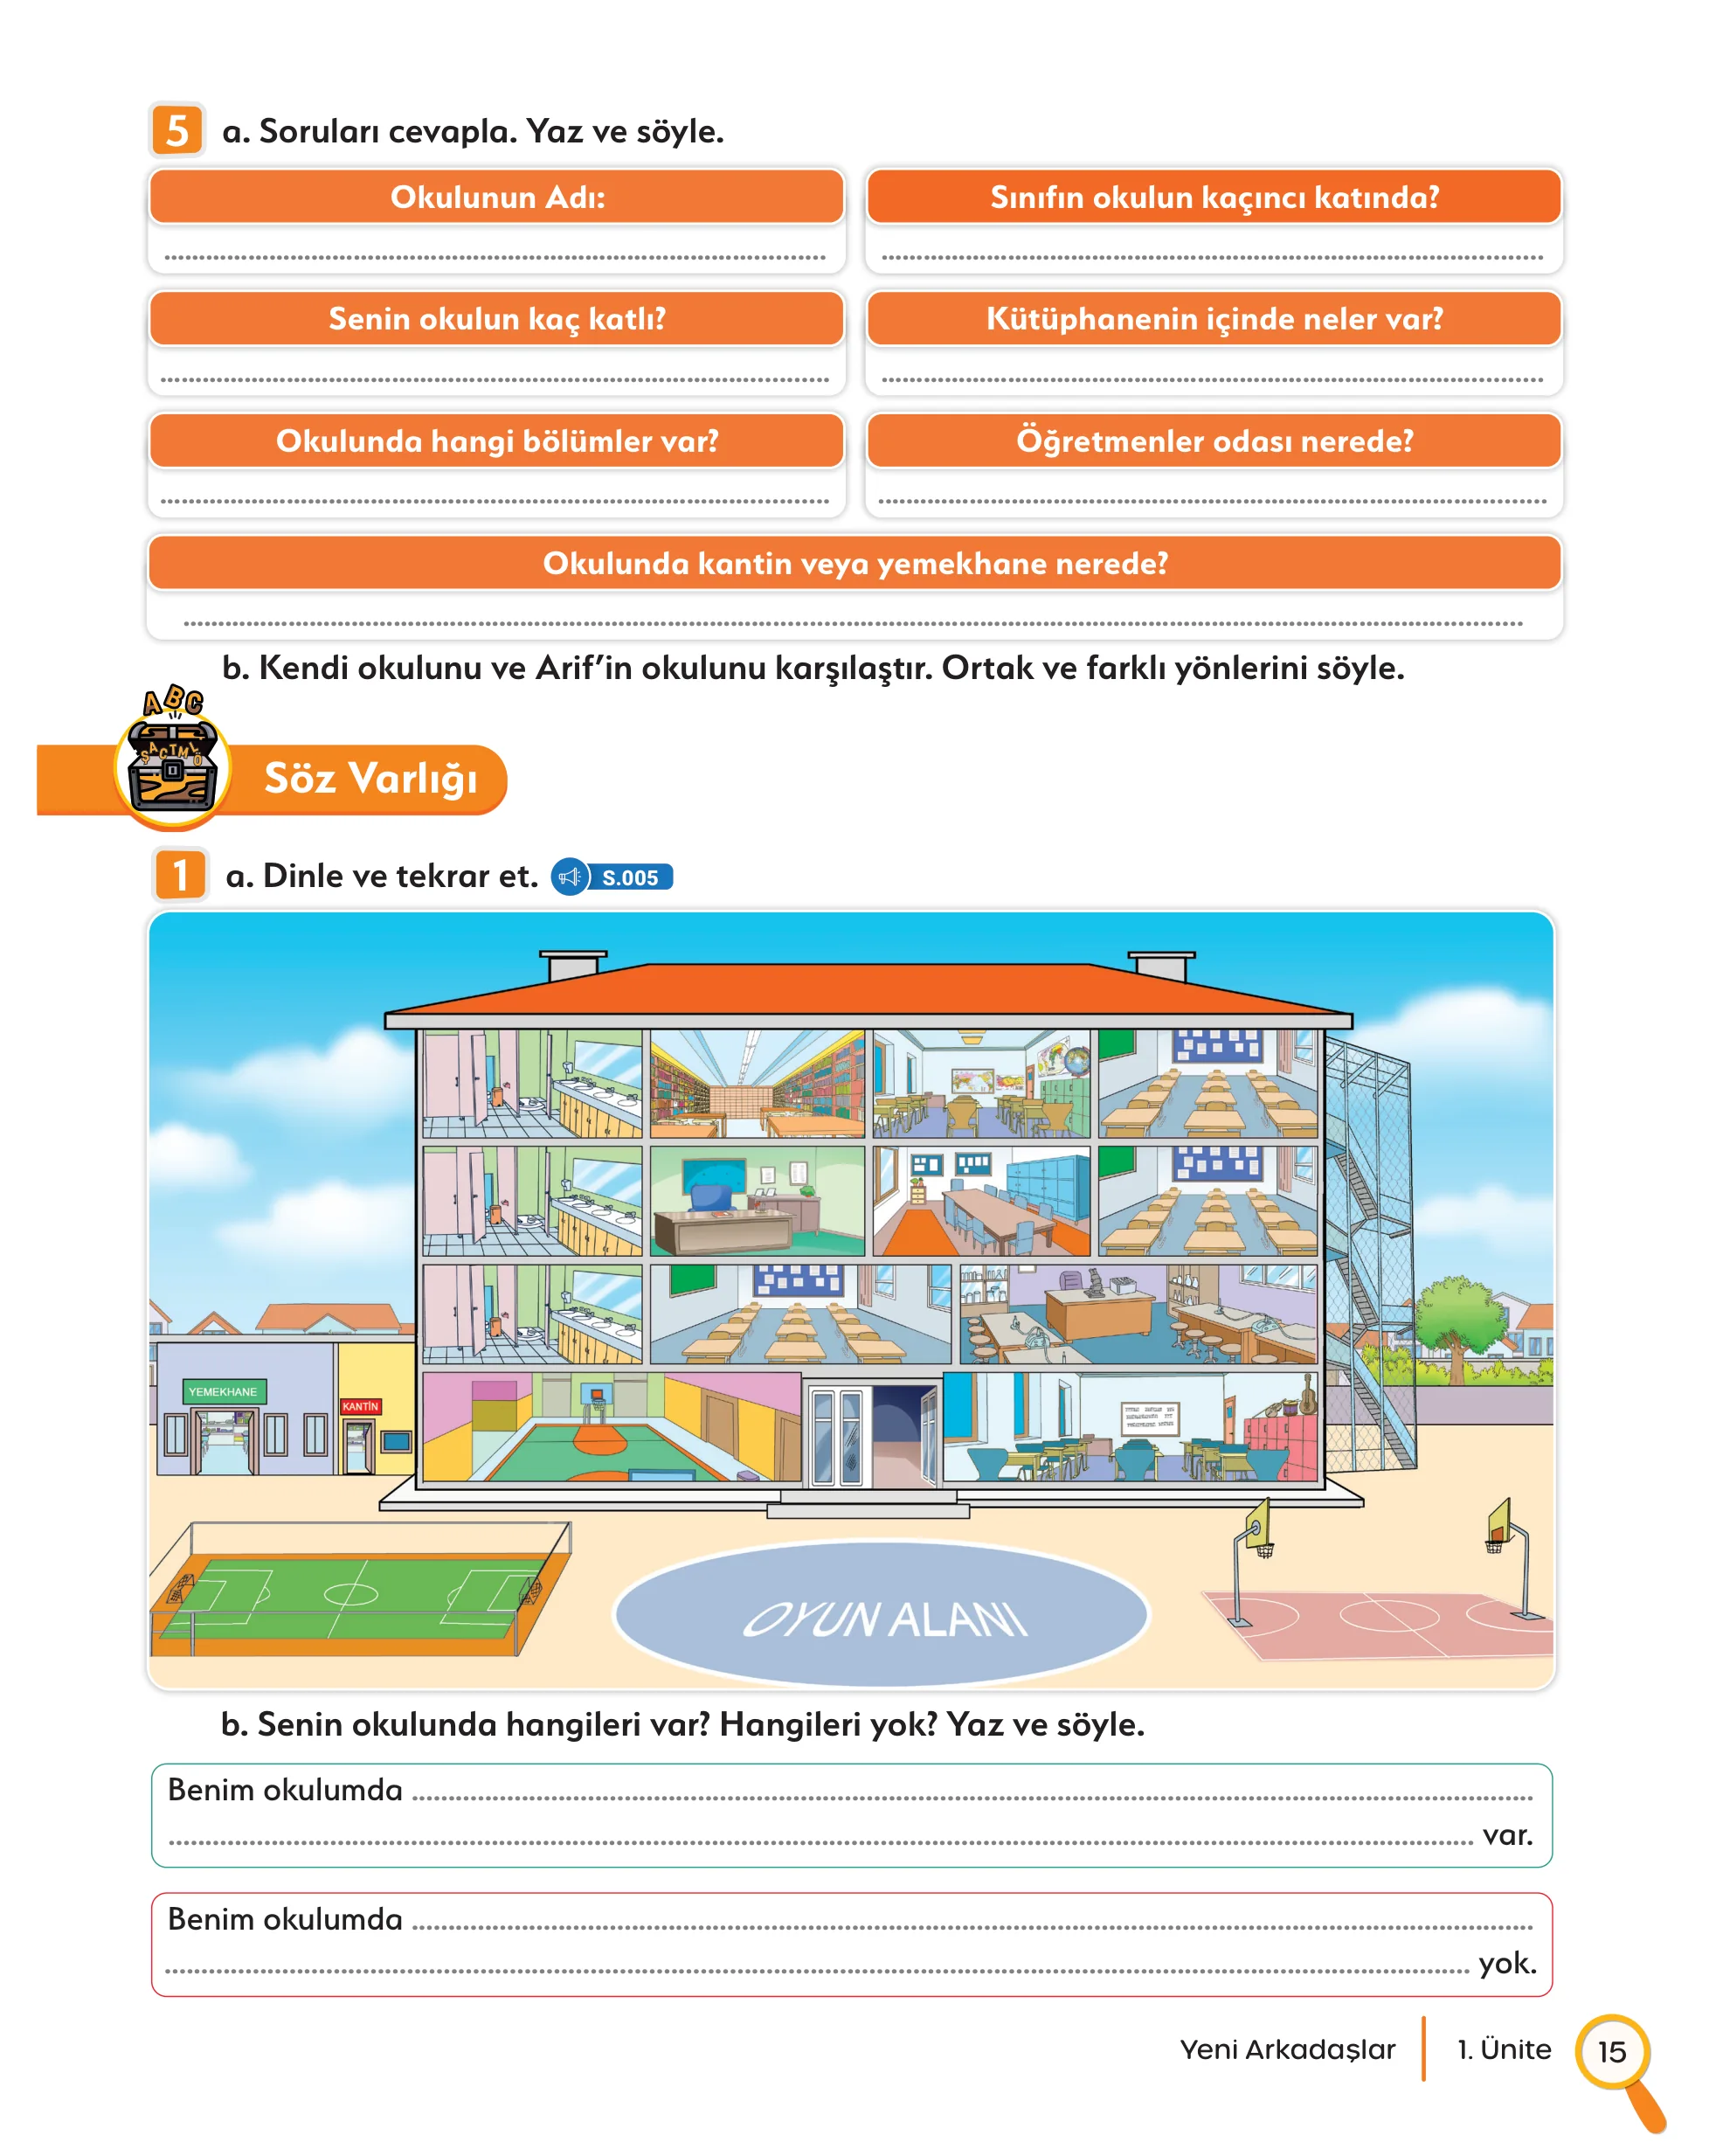 5 a. Soruları cevapla. Yaz ve söyle.
Okulunun Adı:
Sınıfın okulun kaçıncı katında?
Senin okulun kaç katlı?
Kütüphanenin içinde neler var?
Okulunda hangi bölümler var?
Öğretmenler odası nerede?
Okulunda kantin veya yemekhane nerede?
b. Kendi okulunu ve Arif’in okulunu karşılaştır. Ortak ve farklı yönlerini söyle.
ABC
Söz Varlığı
1 a. Dinle ve tekrar et. S.005
YEMEKHANE
KANTİN
OYUN ALANI
b. Senin okulunda hangileri var? Hangileri yok? Yaz ve söyle.
Benim okulumda
var.
Benim okulumda
yok.
Yeni Arkadaşlar 1. Ünite 15